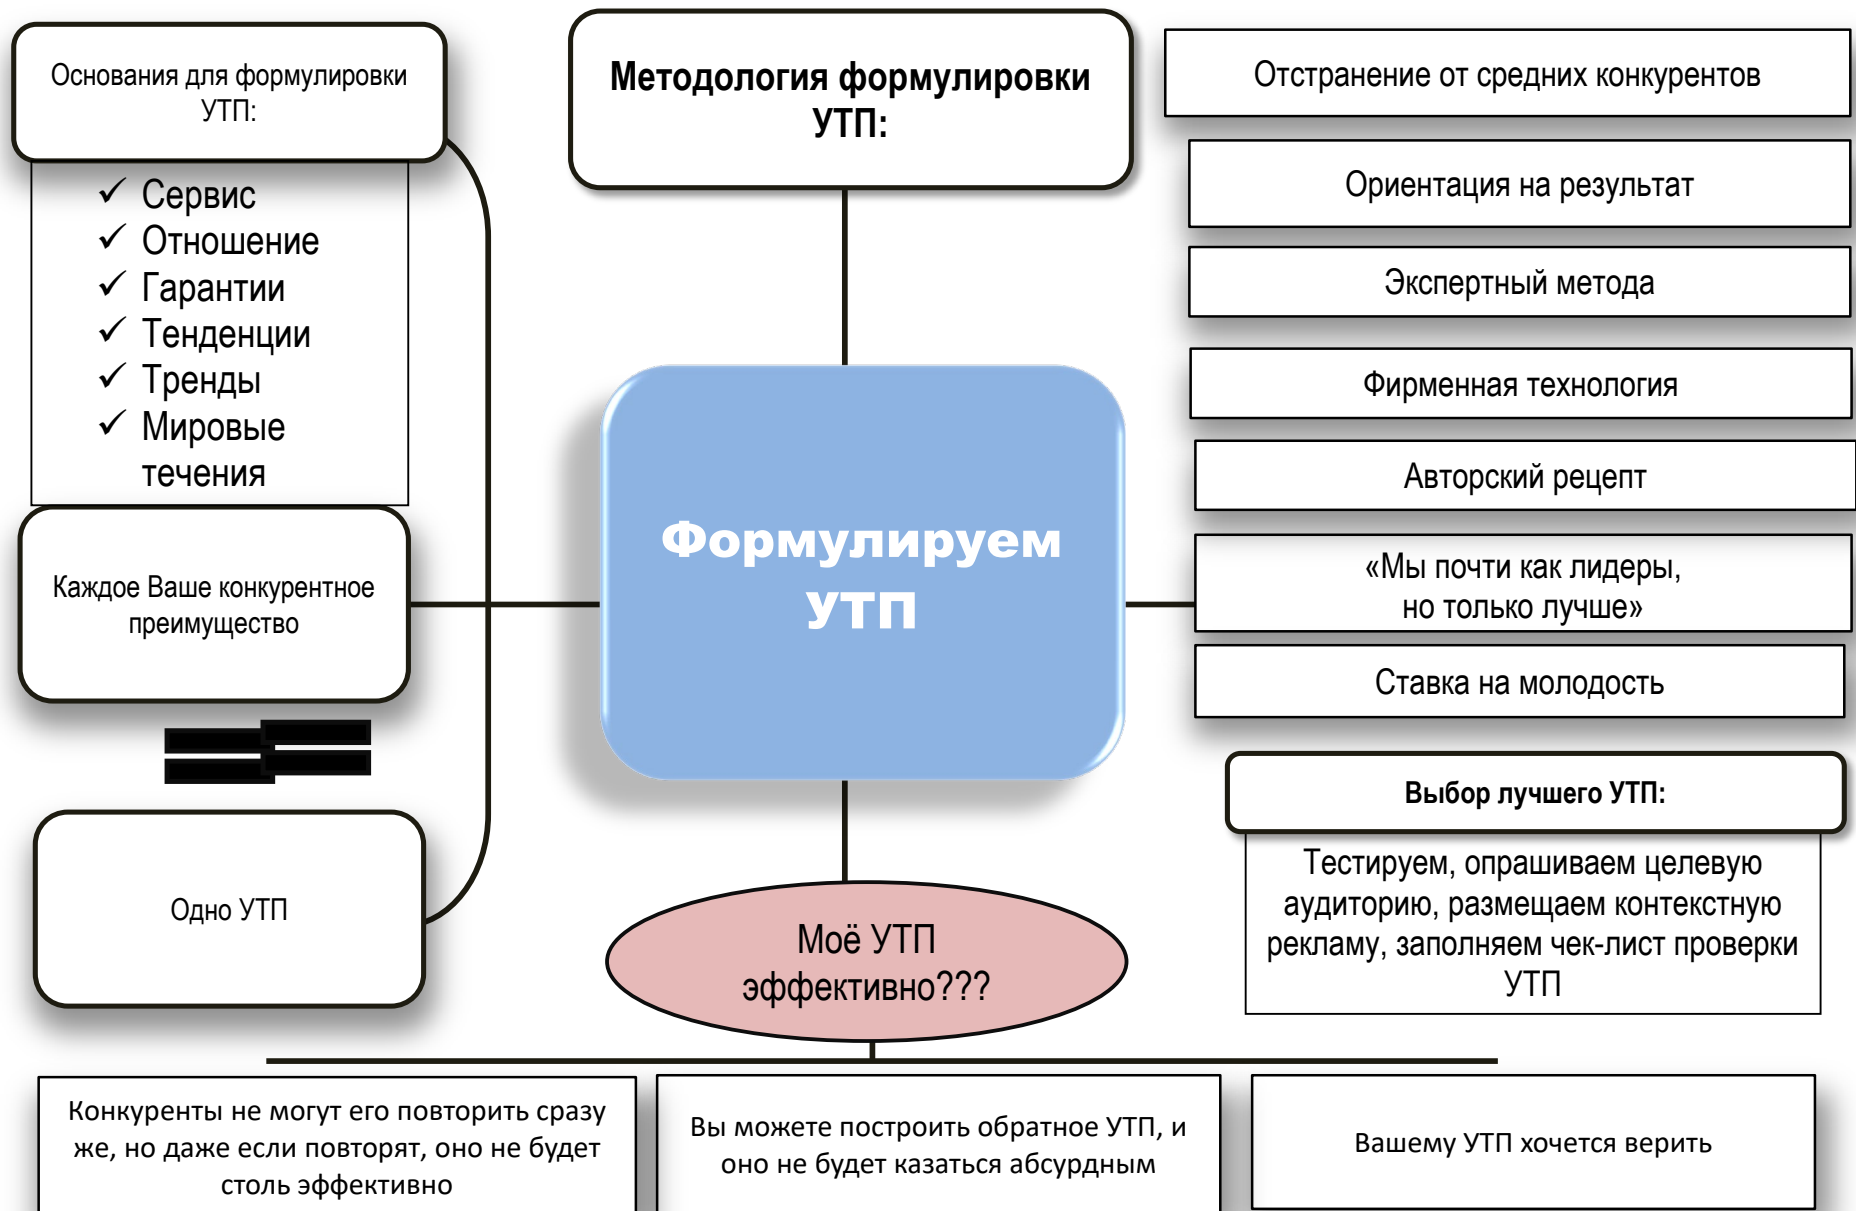 Основания для формулировки
УТП:
✓ Сервис
✓ Отношение
✓ Гарантии
✓ Тенденции
✓ Тренды
✓ Мировые
течения
Каждое Ваше конкурентное
преимущество
Одно УТП
Методология формулировки
УТП:
Формулируем
УТП
Моё УТП
эффективно???
Отстранение от средних конкурентов
Ориентация на результат
Экспертный метода
Фирменная технология
Авторский рецепт
«Мы почти как лидеры,
но только лучше»
Ставка на молодость
Выбор лучшего УТП:
Тестируем, опрашиваем целевую
аудиторию, размещаем контекстную
рекламу, заполняем чек-лист проверки
УТП
Конкуренты не могут его повторить сразу
же, но даже если повторят, оно не будет
столь эффективно
Вы можете построить обратное УТП, и
оно не будет казаться абсурдным
Вашему УТП хочется верить